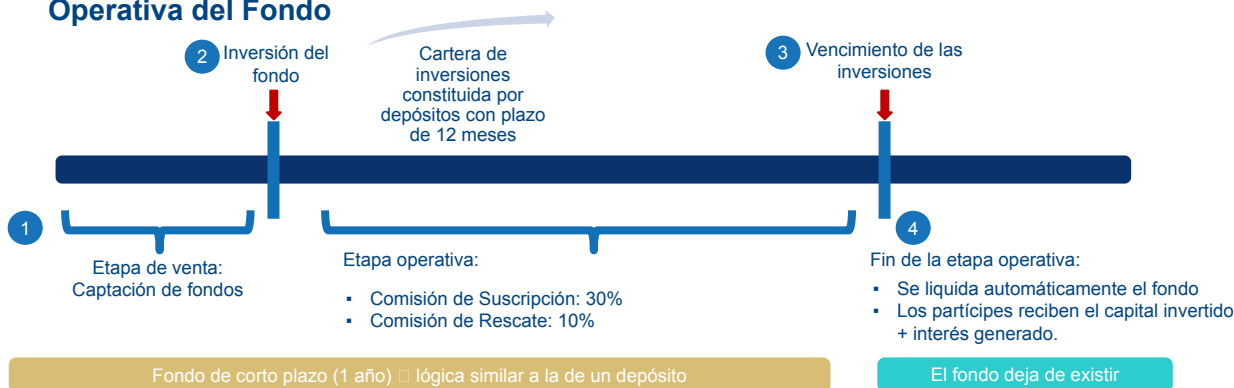 Operativa del Fondo
2
Inversión del
fondo
Cartera de
inversiones
constituida por
depósitos con plazo
de 12 meses
3
Vencimiento de las
inversiones
1
Etapa de venta:
Captación de fondos
Etapa operativa:
▪ Comisión de Suscripción: 30%
▪ Comisión de Rescate: 10%
4
Fin de la etapa operativa:
▪ Se liquida automáticamente el fondo
▪ Los partícipes reciben el capital invertido
+ interés generado.
Fondo de corto plazo (1 año) □ lógica similar a la de un depósito
El fondo deja de existir